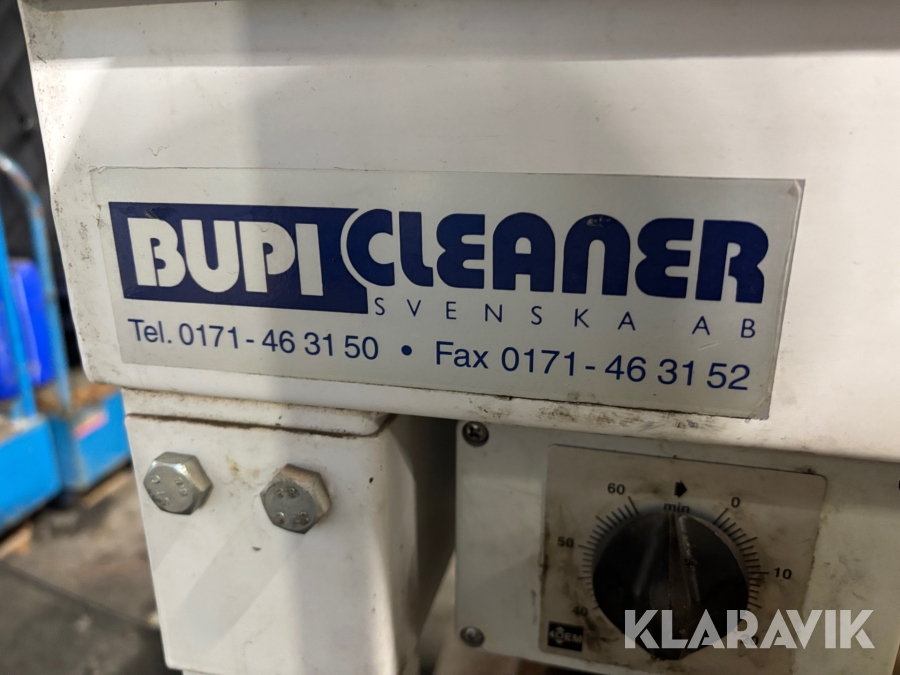 BUPI CLEANER
SVENSKA AB
Tel. 0171-46 31 50 • Fax 0171-46 31 52
60 0
min
50 10
40
KLARAVIK